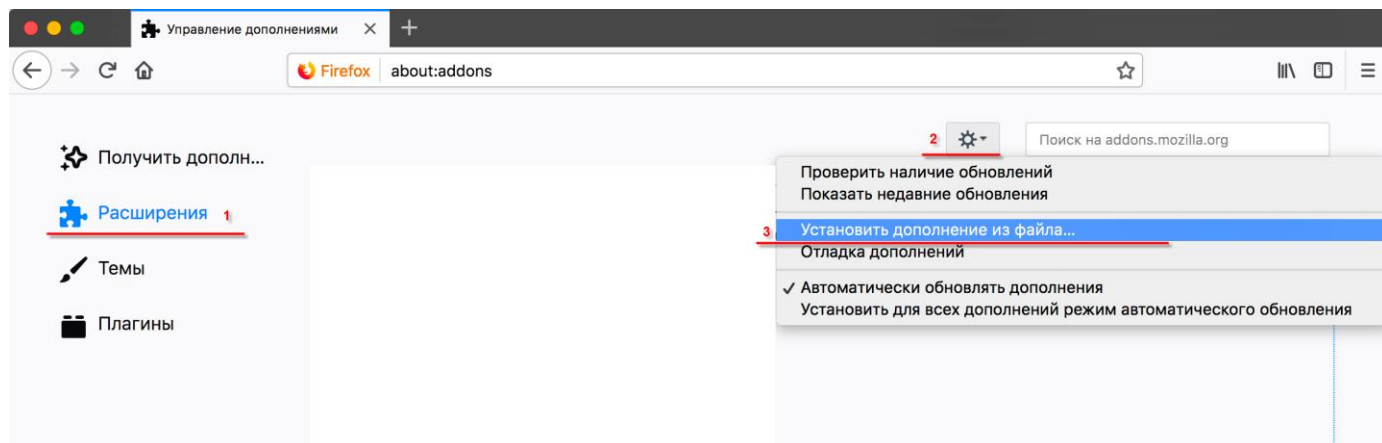 Управление дополнениями
Firefox about:addons
2 Поиск на addons.mozilla.org
Получить дополн...
Расширения 1
Темы
Плагины
Проверить наличие обновлений
Показать недавние обновления
3 Установить дополнение из файла...
Отладка дополнений
Автоматически обновлять дополнения
Установить для всех дополнений режим автоматического обновления